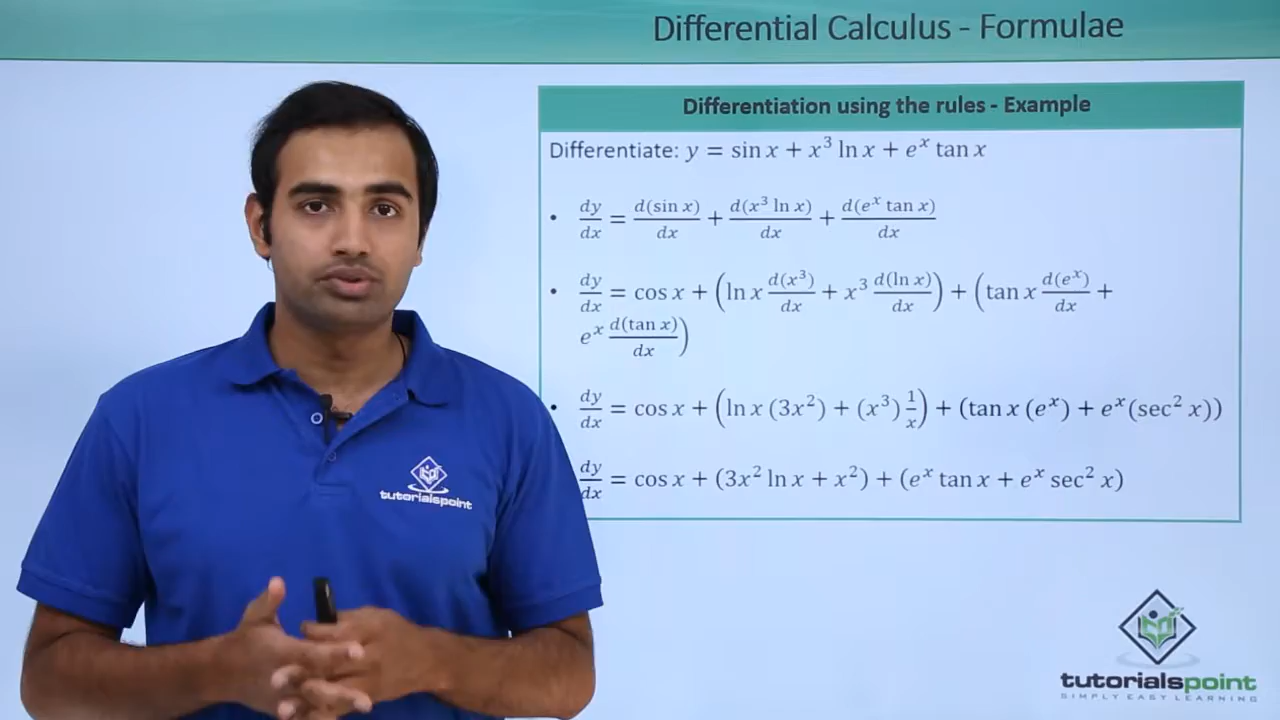 Differential Calculus - Formulae
Differentiation using the rules - Example
Differentiate: y = sin x + x³ ln x + eˣ tan x
• dy/dx = d(sin x)/dx + d(x³ ln x)/dx + d(eˣ tan x)/dx
• dy/dx = cos x + (ln x d(x³)/dx + x³ d(ln x)/dx) + (tan x d(eˣ)/dx +
eˣ d(tan x)/dx)
• dy/dx = cos x + (ln x (3x²) + (x³) 1/x) + (tan x (eˣ) + eˣ(sec² x))
dy/dx = cos x + (3x² ln x + x²) + (eˣ tan x + eˣ sec² x)
tutorialspoint
tutorialspoint
SIMPLY EASY LEARNING